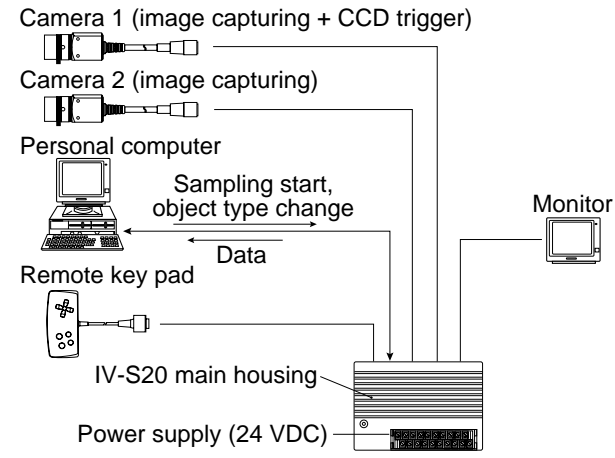 Camera 1 (image capturing + CCD trigger)
Camera 2 (image capturing)
Personal computer
Sampling start,
object type change
Data
Monitor
Remote key pad
IV-S20 main housing
Power supply (24 VDC)